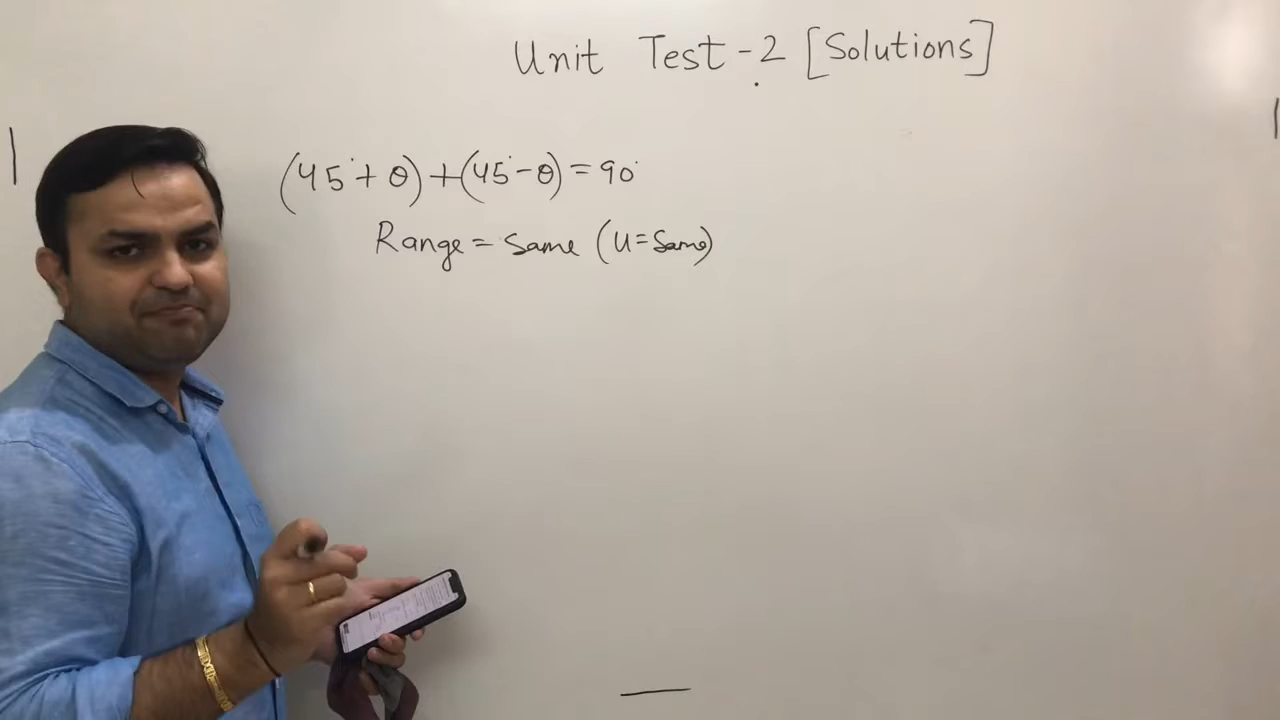 Unit Test - 2 [Solutions]
(45° + θ) + (45° - θ) = 90°
Range = Same (u = Same)